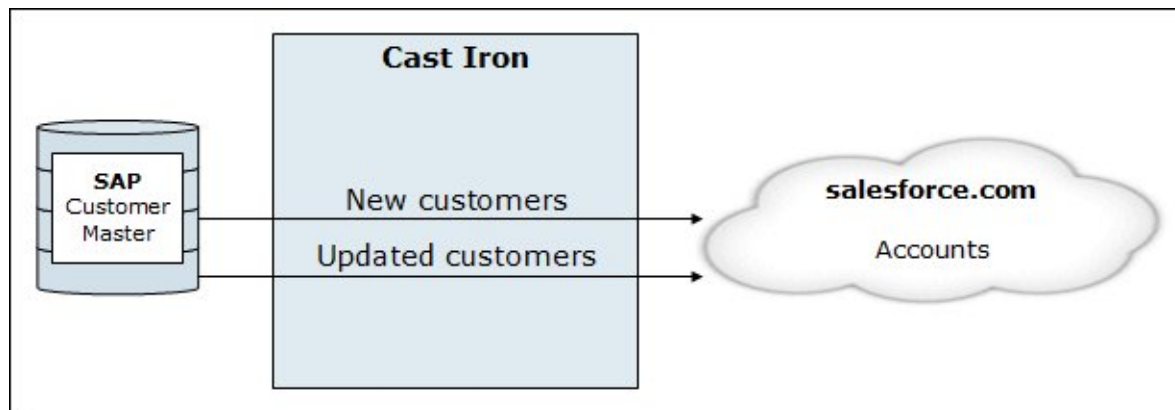 Cast Iron
SAP
Customer
Master
New customers
Updated customers
salesforce.com
Accounts